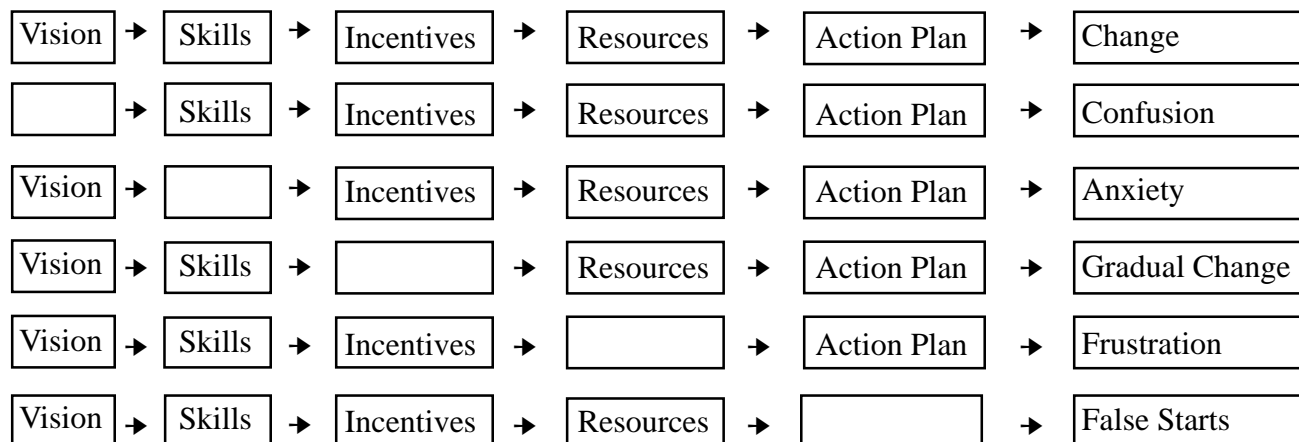 Vision Skills Incentives Resources Action Plan Change
Skills Incentives Resources Action Plan Confusion
Vision Incentives Resources Action Plan Anxiety
Vision Skills Resources Action Plan Gradual Change
Vision Skills Incentives Action Plan Frustration
Vision Skills Incentives Resources False Starts